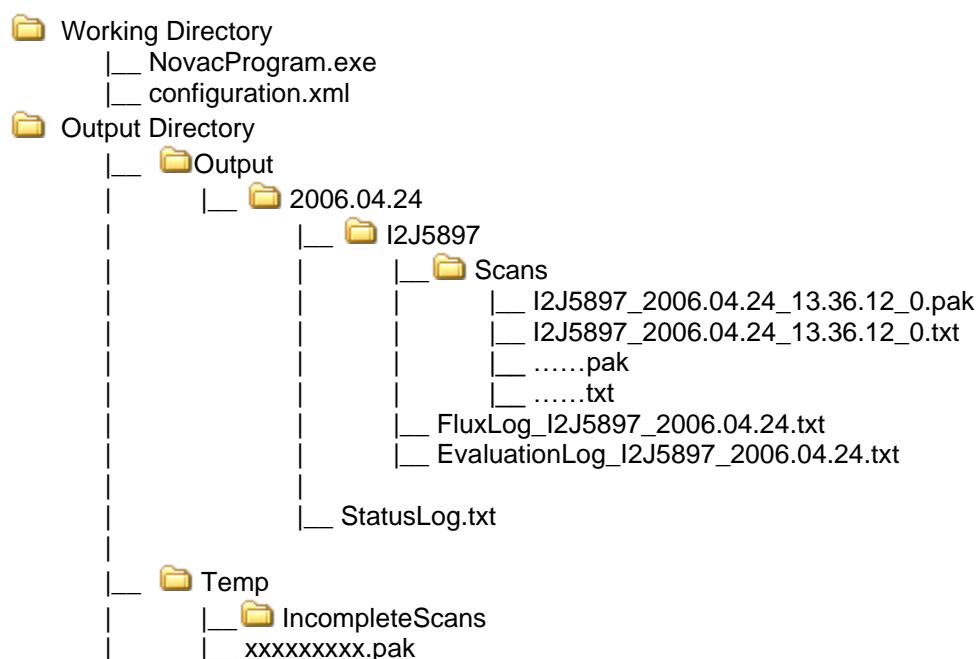 Working Directory
|__ NovacProgram.exe
|__ configuration.xml
Output Directory
|__ Output
| |__ 2006.04.24
| |__ I2J5897
| | |__ Scans
| | | |__ I2J5897_2006.04.24_13.36.12_0.pak
| | | |__ I2J5897_2006.04.24_13.36.12_0.txt
| | | |__ ……pak
| | | |__ ……txt
| | |__ FluxLog_I2J5897_2006.04.24.txt
| | |__ EvaluationLog_I2J5897_2006.04.24.txt
| |
| |__ StatusLog.txt
|
|__ Temp
| |__ IncompleteScans
| |__ xxxxxxxxx.pak